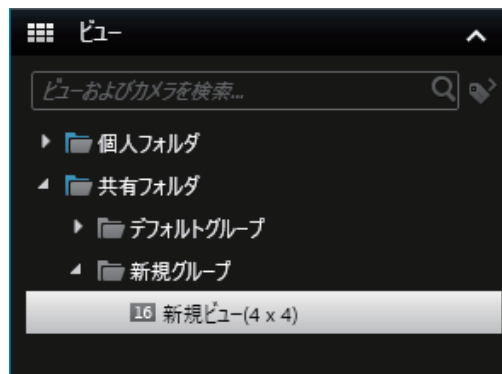 ビュー
ビューおよびカメラを検索...
個人フォルダ
共有フォルダ
デフォルトグループ
新規グループ
16 新規ビュー(4 x 4)